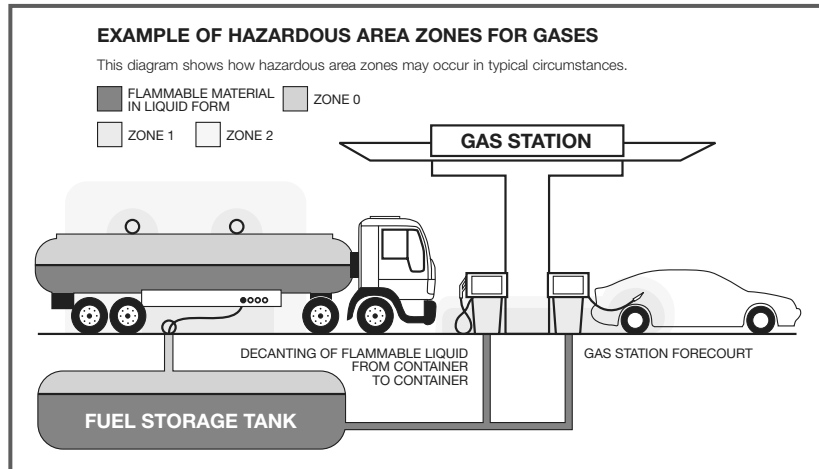 EXAMPLE OF HAZARDOUS AREA ZONES FOR GASES
This diagram shows how hazardous area zones may occur in typical circumstances.
FLAMMABLE MATERIAL
IN LIQUID FORM
ZONE 0
ZONE 1
ZONE 2
GAS STATION
DECANTING OF FLAMMABLE LIQUID
FROM CONTAINER
TO CONTAINER
GAS STATION FORECOURT
FUEL STORAGE TANK